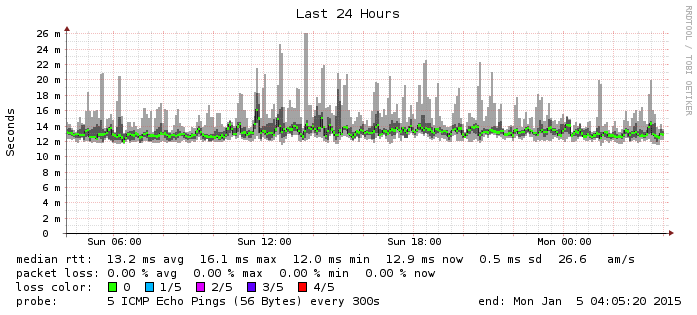 Last 24 Hours
RRDTOOL / TOBI OETIKER
Seconds
26 m
24 m
22 m
20 m
18 m
16 m
14 m
12 m
10 m
8 m
6 m
4 m
2 m
0
Sun 06:00 Sun 12:00 Sun 18:00 Mon 00:00
median rtt: 13.2 ms avg 16.1 ms max 12.0 ms min 12.9 ms now 0.5 ms sd 26.6 am/s
packet loss: 0.00 % avg 0.00 % max 0.00 % min 0.00 % now
loss color: 0 1/5 2/5 3/5 4/5
probe: 5 ICMP Echo Pings (56 Bytes) every 300s end: Mon Jan 5 04:05:20 2015